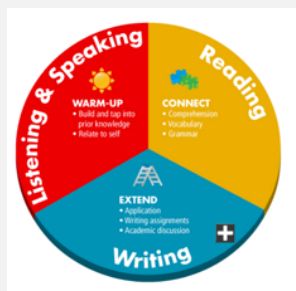 Listening & Speaking
WARM-UP
• Build and tap into
prior knowledge
• Relate to self
Reading
CONNECT
• Comprehension
• Vocabulary
• Grammar
EXTEND
• Application
• Writing assignments
• Academic discussion
Writing